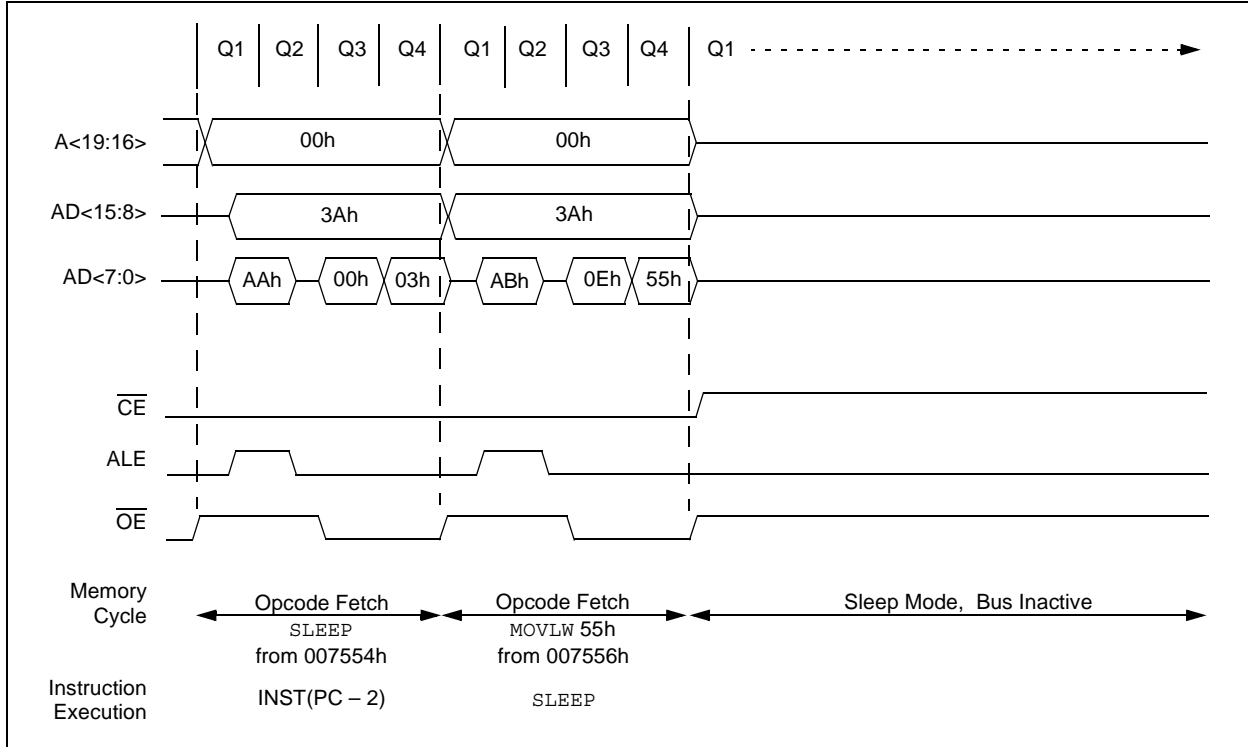 Q1 Q2 Q3 Q4 Q1 Q2 Q3 Q4 Q1
A<19:16> 00h 00h
AD<15:8> 3Ah 3Ah
AD<7:0> AAh 00h 03h ABh 0Eh 55h
CE
ALE
OE
Memory
Cycle
Opcode Fetch
SLEEP
from 007554h
Opcode Fetch
MOVLW 55h
from 007556h
Sleep Mode, Bus Inactive
Instruction
Execution
INST(PC – 2)
SLEEP